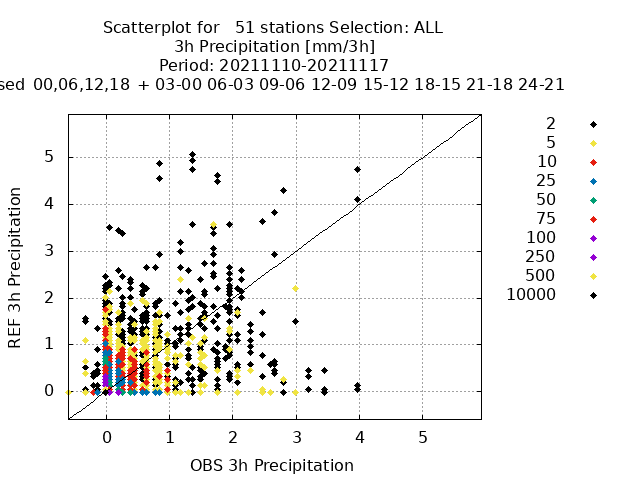 Scatterplot for 51 stations Selection: ALL
3h Precipitation [mm/3h]
Period: 20211110-20211117
00,06,12,18 + 03-00 06-03 09-06 12-09 15-12 18-15 21-18 24-21
REF 3h Precipitation
5
4
3
2
1
0
0 1 2 3 4 5
OBS 3h Precipitation
2
5
10
25
50
75
100
250
500
10000